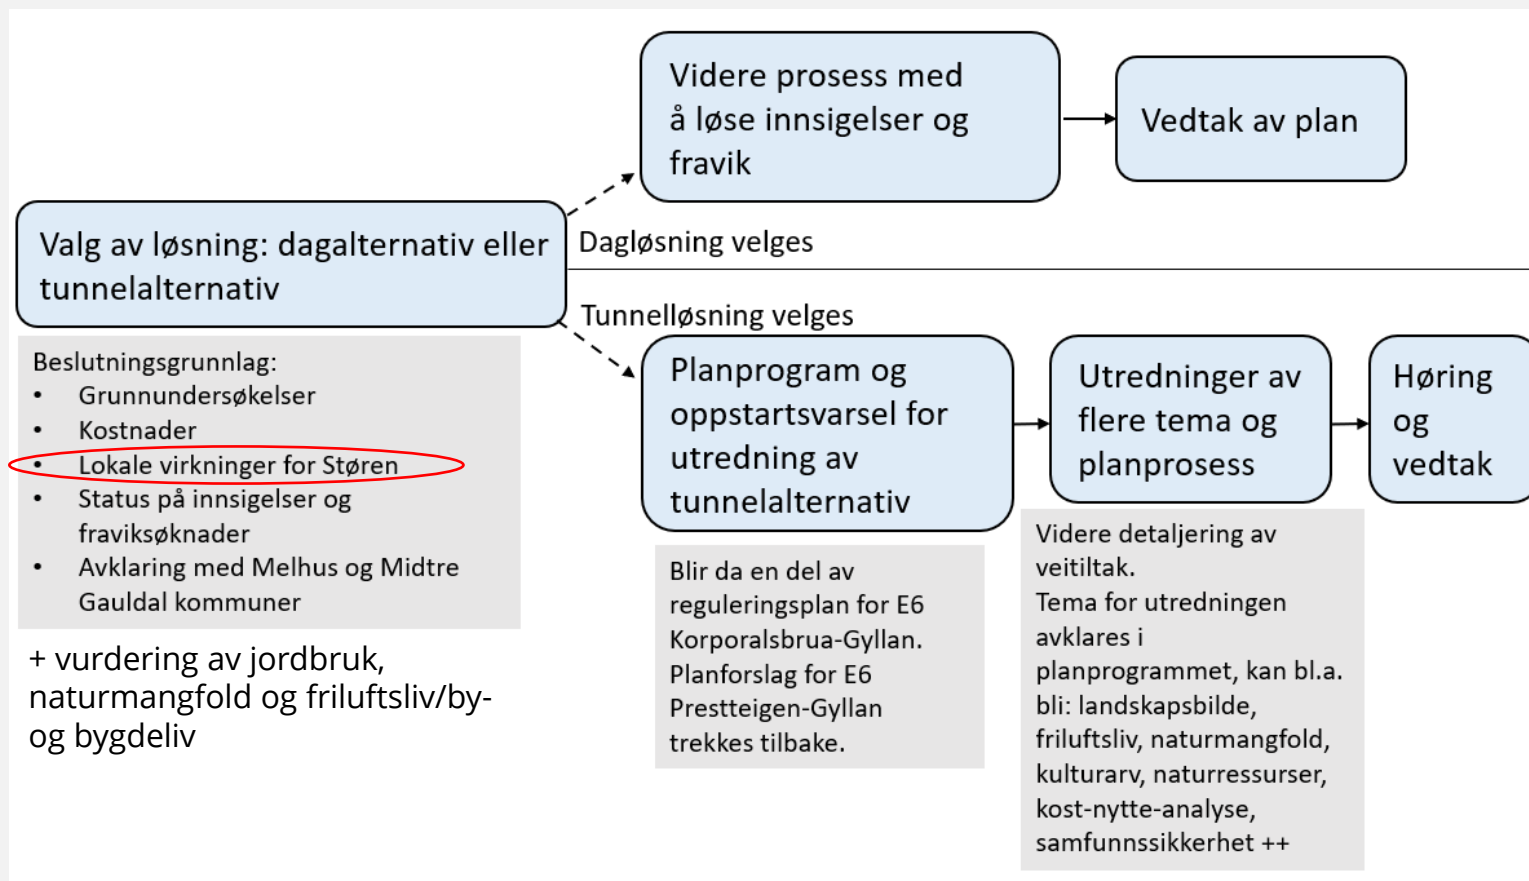 Videre prosess med
å løse innsigelser og
fravik
Vedtak av plan
Valg av løsning: dagalternativ eller
tunnelalternativ
Dagløsning velges
Tunnelløsning velges
Beslutningsgrunnlag:
• Grunnundersøkelser
• Kostnader
• Lokale virkninger for Støren
• Status på innsigelser og
fraviksøknader
• Avklaring med Melhus og Midtre
Gauldal kommuner
+ vurdering av jordbruk,
naturmangfold og friluftsliv/by-
og bygdeliv
Planprogram og
oppstartsvarsel for
utredning av
tunnelalternativ
Blir da en del av
reguleringsplan for E6
Korporalsbrua-Gyllan.
Planforslag for E6
Prestteigen-Gyllan
trekkes tilbake.
Utredninger av
flere tema og
planprosess
Videre detaljering av
veitiltak.
Tema for utredningen
avklares i
planprogrammet, kan bl.a.
bli: landskapsbilde,
friluftsliv, naturmangfold,
kulturarv, naturressurser,
kost-nytte-analyse,
samfunnssikkerhet ++
Høring
og
vedtak